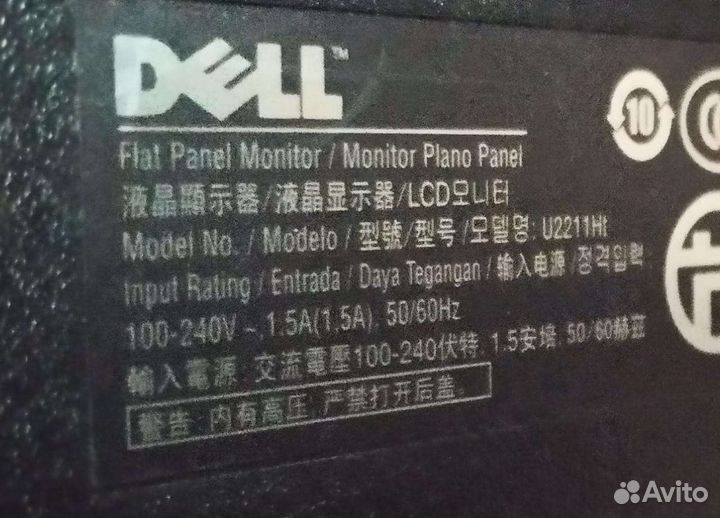 DELL™
Flat Panel Monitor / Monitor Plano Panel
液晶顯示器/液晶显示器/LCD모니터
Model No. / Modelo / 型號/型号/모델명: U2211Ht
Input Rating / Entrada / Daya Tegangan / 輸入电源 /정격입력:
100-240V ~,1.5A(1.5A), 50/60Hz
輸入電源: 交流電壓100-240伏特, 1.5安培, 50/60赫茲
警告: 内有高压, 严禁打开后盖.
10
Avito